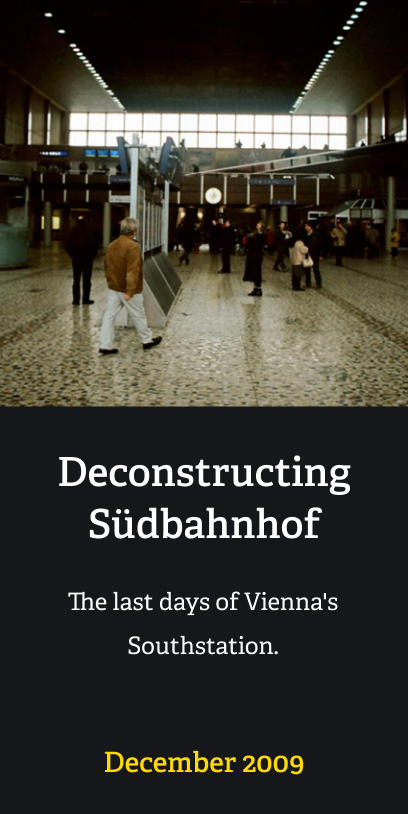 Deconstructing
Südbahnhof
The last days of Vienna's
Southstation.
December 2009